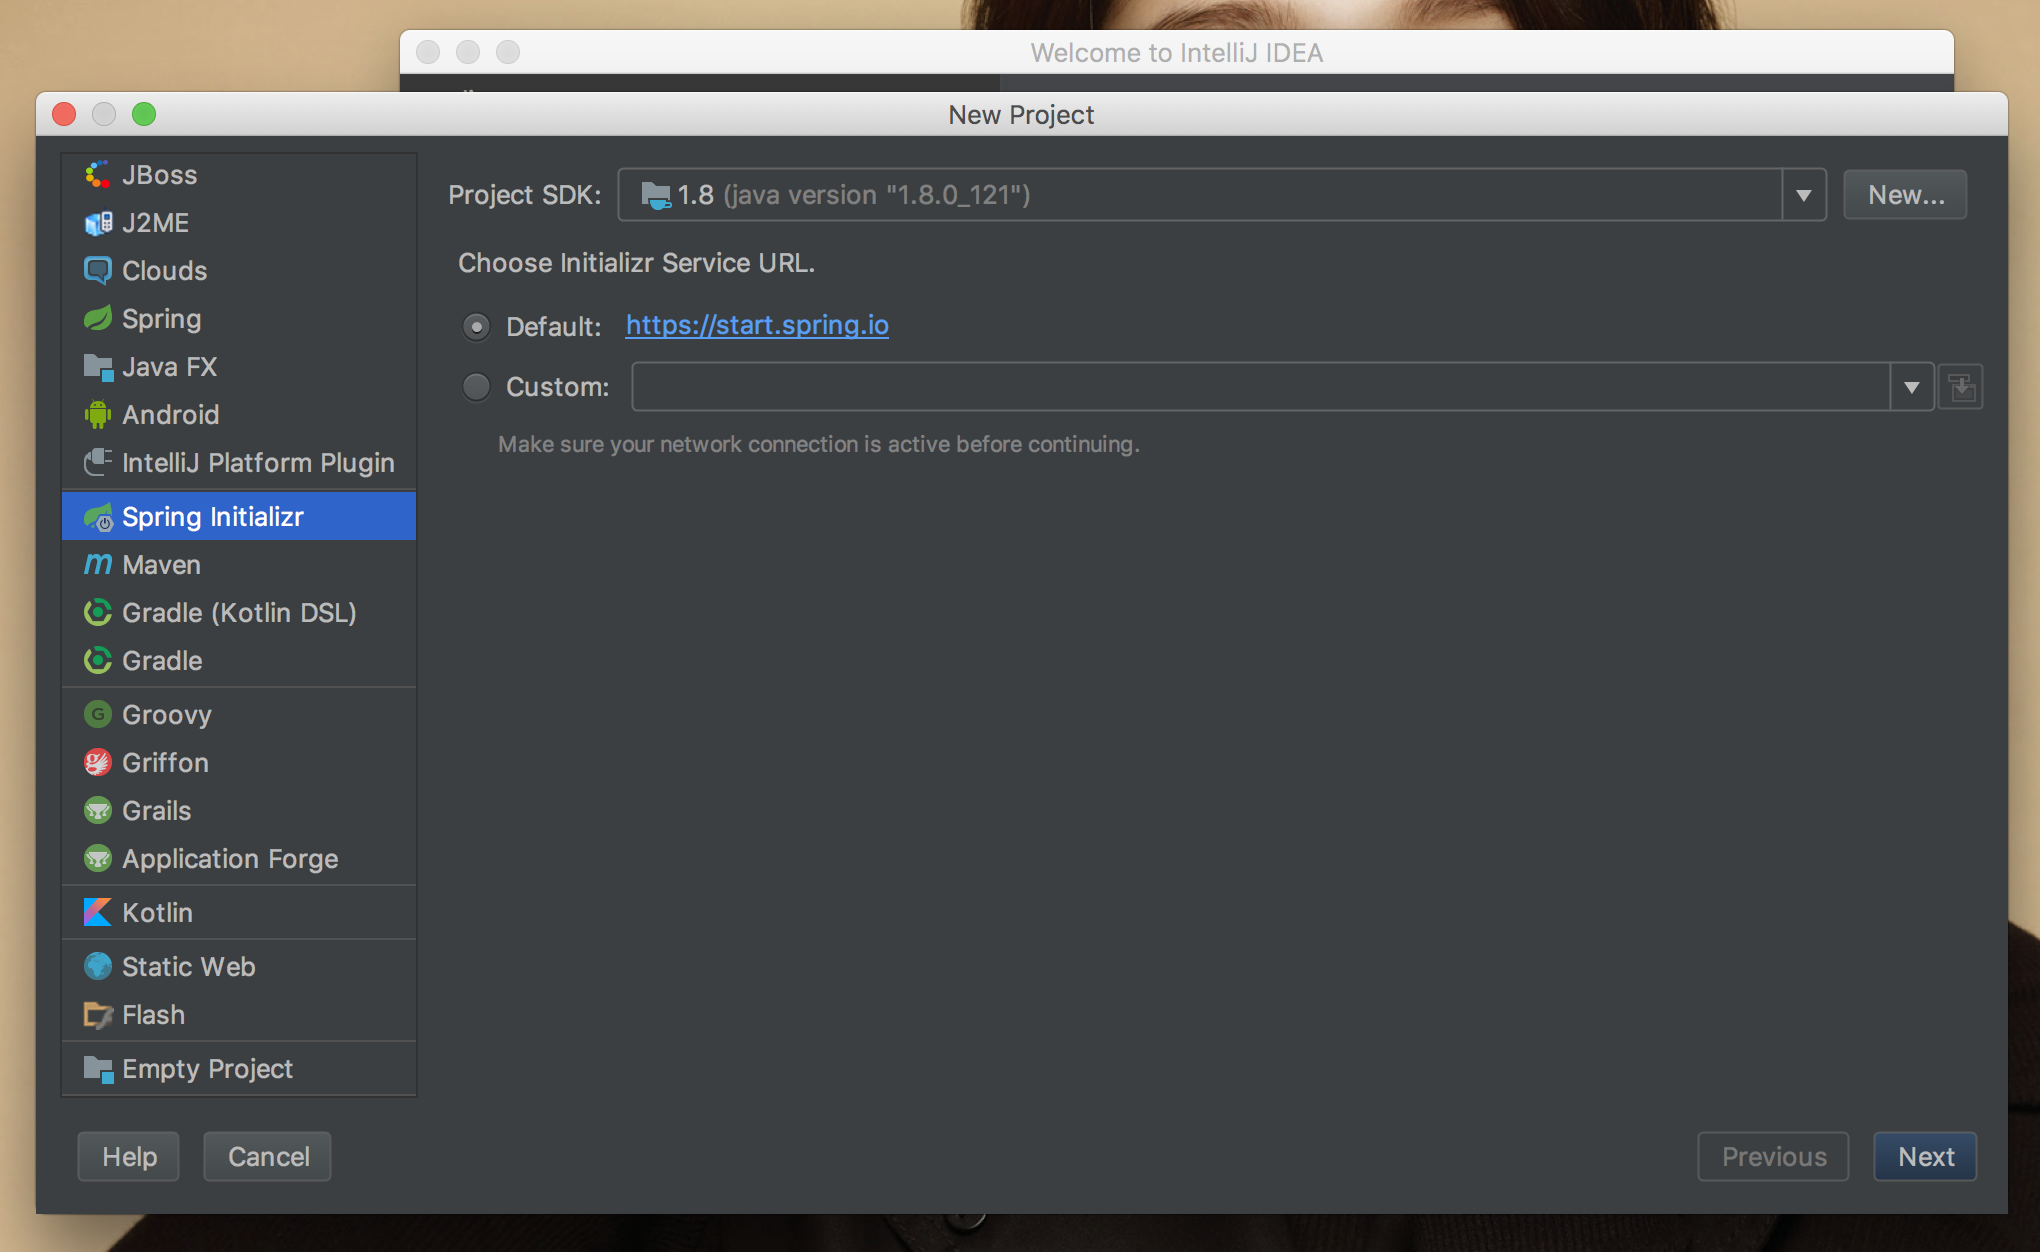 Welcome to IntelliJ IDEA
New Project
JBoss
J2ME
Clouds
Spring
Java FX
Android
IntelliJ Platform Plugin
Spring Initializr
Maven
Gradle (Kotlin DSL)
Gradle
Groovy
Griffon
Grails
Application Forge
Kotlin
Static Web
Flash
Empty Project
Project SDK: 1.8 (java version "1.8.0_121") New...
Choose Initializr Service URL.
Default: https://start.spring.io
Custom:
Make sure your network connection is active before continuing.
Help Cancel Previous Next